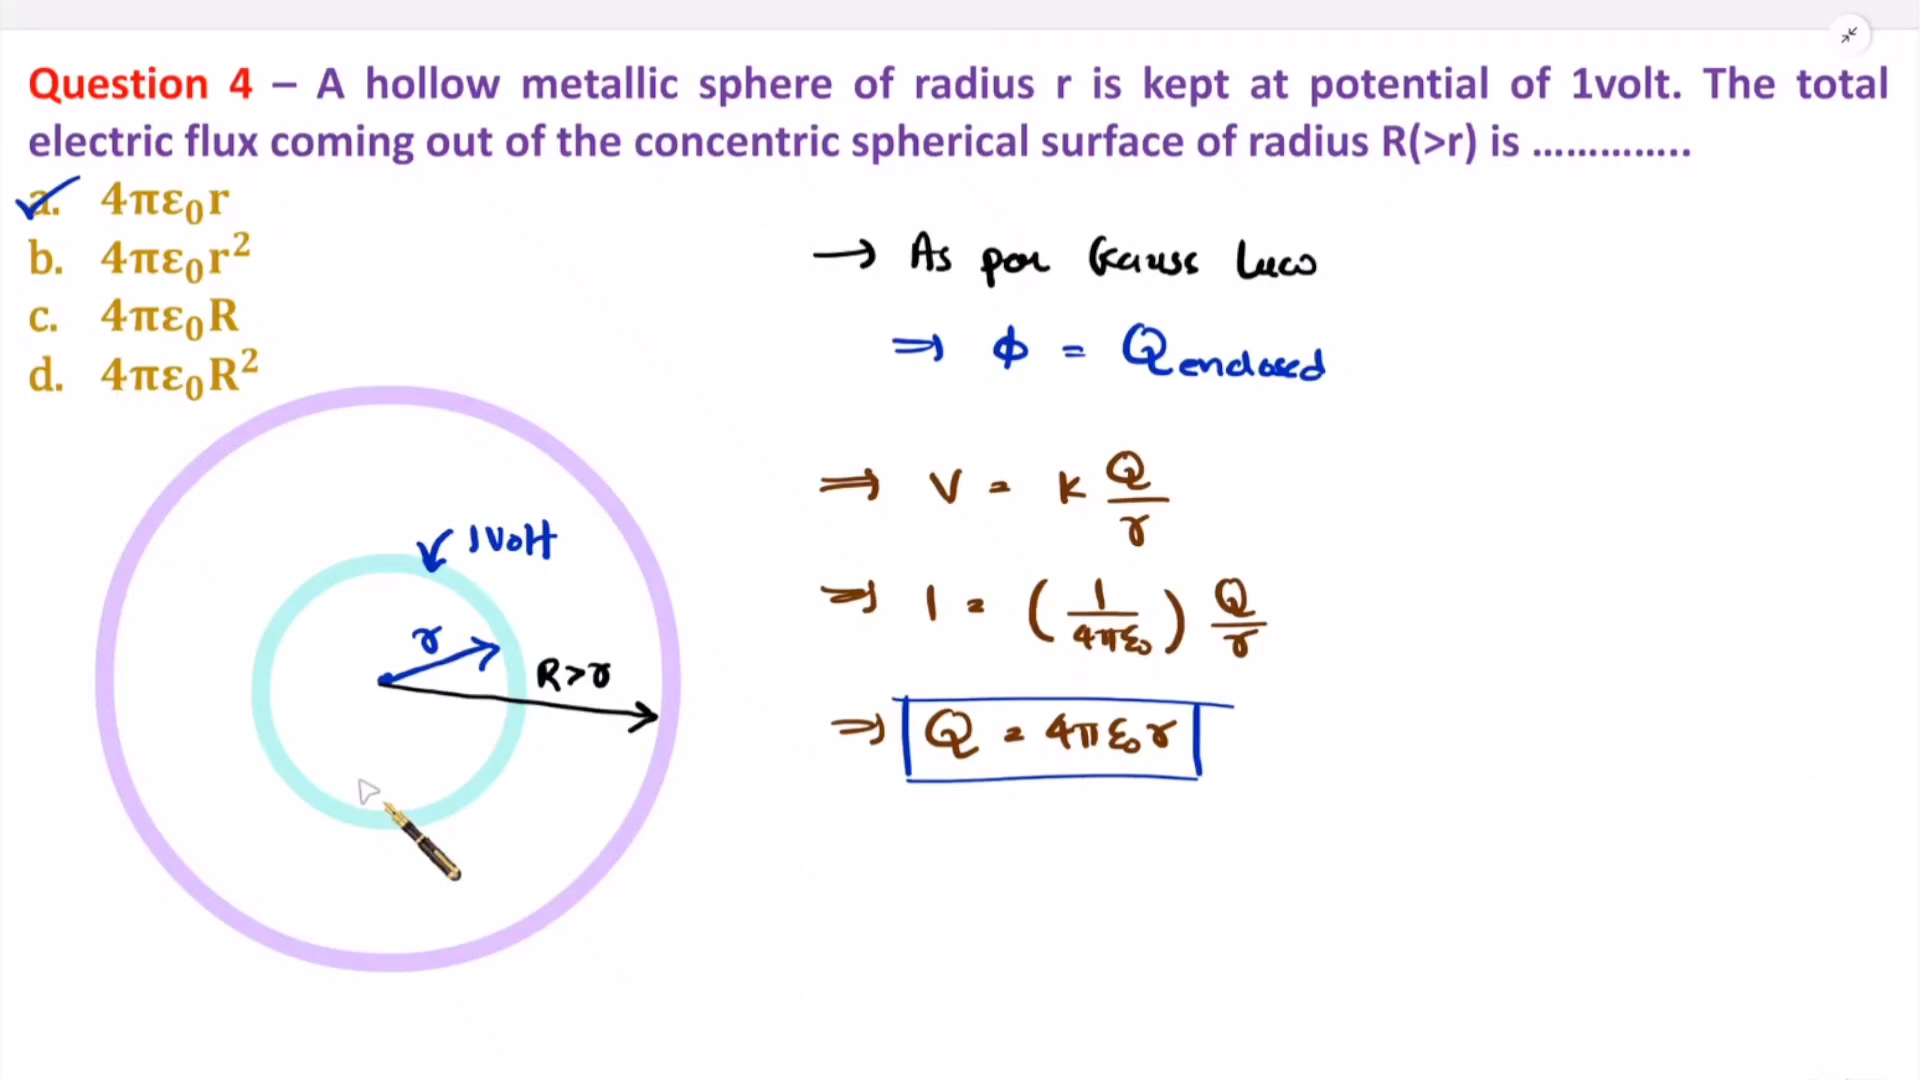 Question 4 – A hollow metallic sphere of radius r is kept at potential of 1volt. The total
electric flux coming out of the concentric spherical surface of radius R(>r) is …………..
a. 4πε₀r
b. 4πε₀r²
c. 4πε₀R
d. 4πε₀R²
→ As per Gauss Law
⇒ ϕ = Q enclosed
⇒ V = k Q/r
⇒ 1 = (1/4πε₀) Q/r
⇒ Q = 4πε₀r
1Volt
r
R>r